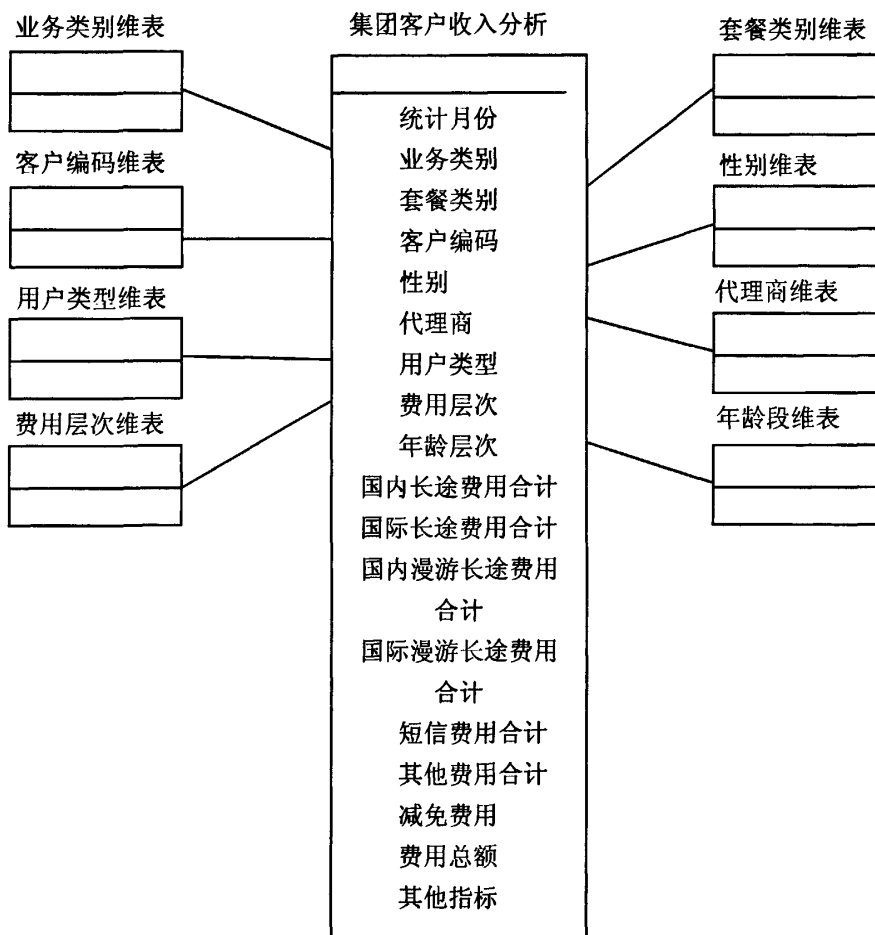 业务类别维表
集团客户收入分析
套餐类别维表
客户编码维表
性别维表
用户类型维表
代理商维表
费用层次维表
年龄段维表
统计月份
业务类别
套餐类别
客户编码
性别
代理商
用户类型
费用层次
年龄层次
国内长途费用合计
国际长途费用合计
国内漫游长途费用
合计
国际漫游长途费用
合计
短信费用合计
其他费用合计
减免费用
费用总额
其他指标